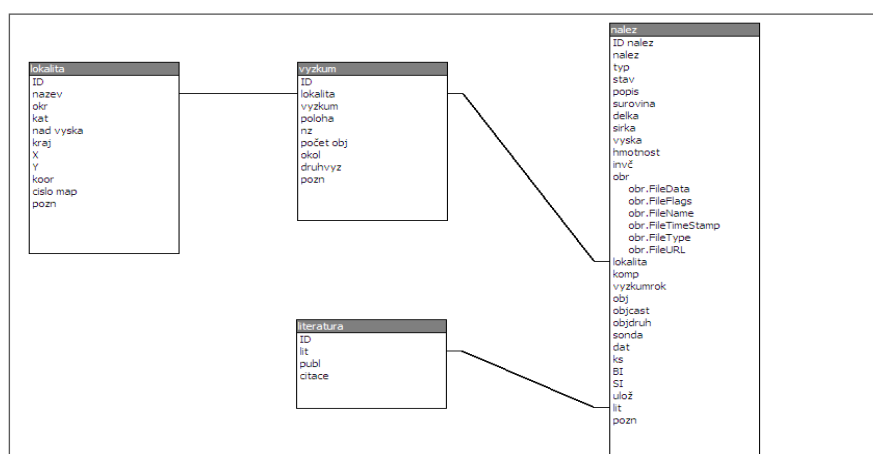 lokalita
ID
nazev
okr
kat
nad vyska
kraj
X
Y
koor
cislo map
pozn
vyzkum
ID
lokalita
vyzkum
poloha
nz
počet obj
okol
druhvyz
pozn
literatura
ID
lit
publ
citace
nalez
ID nalez
nalez
typ
stav
popis
surovina
delka
sirka
vyska
hmotnost
invč
obr
obr.FileData
obr.FileFlags
obr.FileName
obr.FileTimeStamp
obr.FileType
obr.FileURL
lokalita
komp
vyzkumrok
obj
objcast
objdruh
sonda
dat
ks
BI
SI
ulož
lit
pozn